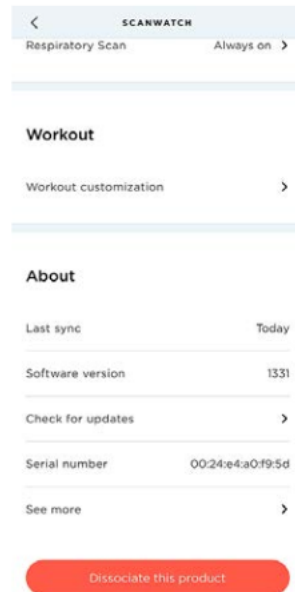 SCANWATCH
Respiratory Scan Always on
Workout
Workout customization
About
Last sync Today
Software version 1331
Check for updates
Serial number 00:24:e4:a0:f9:5d
See more
Dissociate this product